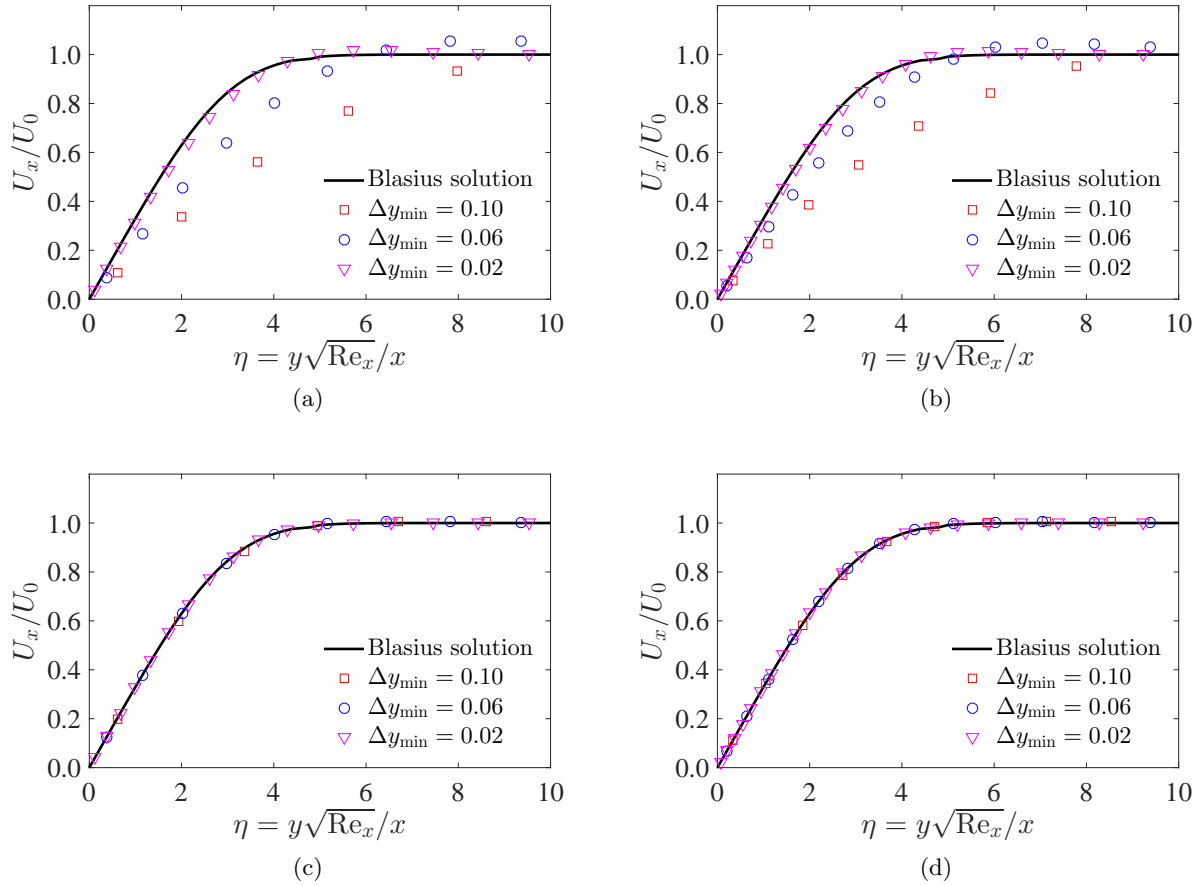 1.0
0.8
0.6
0.4
0.2
0.0
U_x/U_0
Blasius solution
Δy_min = 0.10
Δy_min = 0.06
Δy_min = 0.02
0 2 4 6 8 10
η = y√Re_x/x
(a)
1.0
0.8
0.6
0.4
0.2
0.0
U_x/U_0
Blasius solution
Δy_min = 0.10
Δy_min = 0.06
Δy_min = 0.02
0 2 4 6 8 10
η = y√Re_x/x
(b)
1.0
0.8
0.6
0.4
0.2
0.0
U_x/U_0
Blasius solution
Δy_min = 0.10
Δy_min = 0.06
Δy_min = 0.02
0 2 4 6 8 10
η = y√Re_x/x
(c)
1.0
0.8
0.6
0.4
0.2
0.0
U_x/U_0
Blasius solution
Δy_min = 0.10
Δy_min = 0.06
Δy_min = 0.02
0 2 4 6 8 10
η = y√Re_x/x
(d)